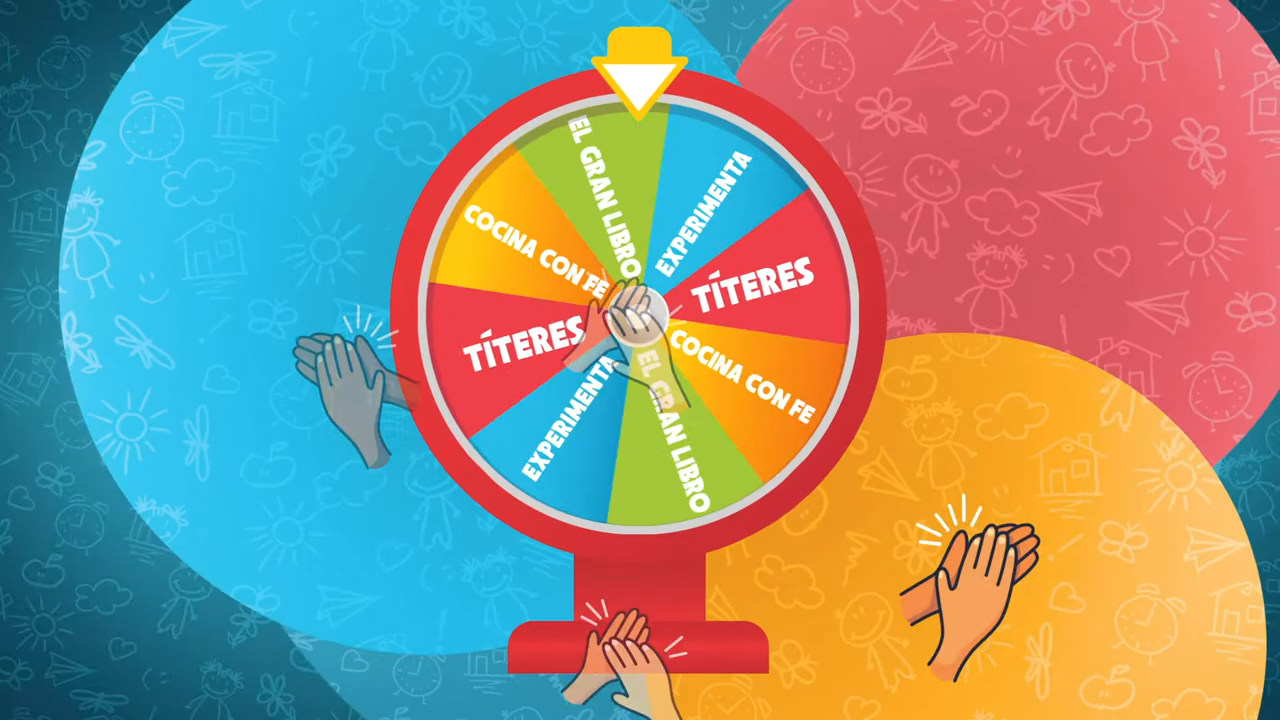 EL GRAN LIBRO
EXPERIMENTA
COCINA CON FE
TÍTERES
TÍTERES
COCINA CON FE
EXPERIMENTA
EL GRAN LIBRO